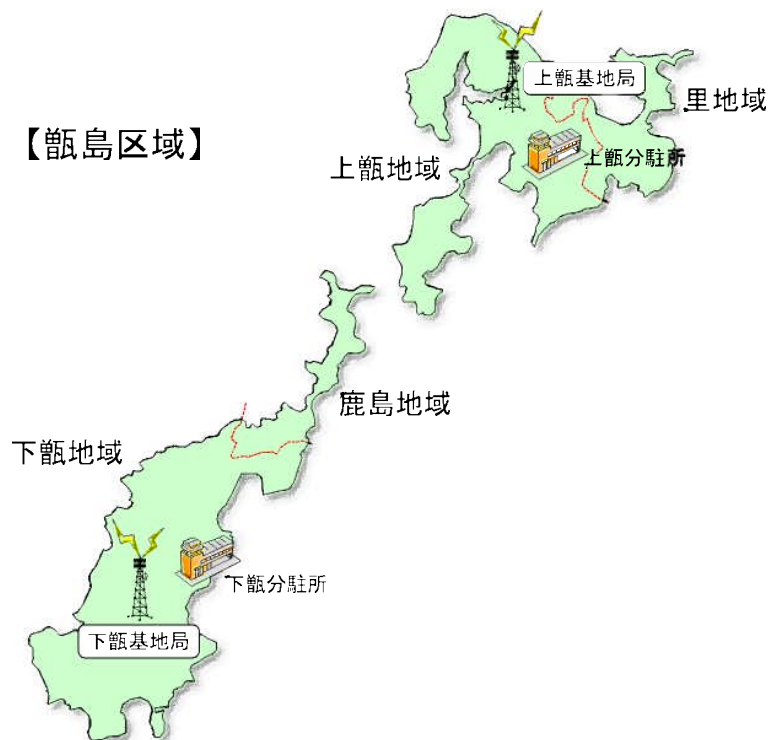 上甑基地局
里地域
【甑島区域】
上甑地域
上甑分駐所
鹿島地域
下甑地域
下甑分駐所
下甑基地局